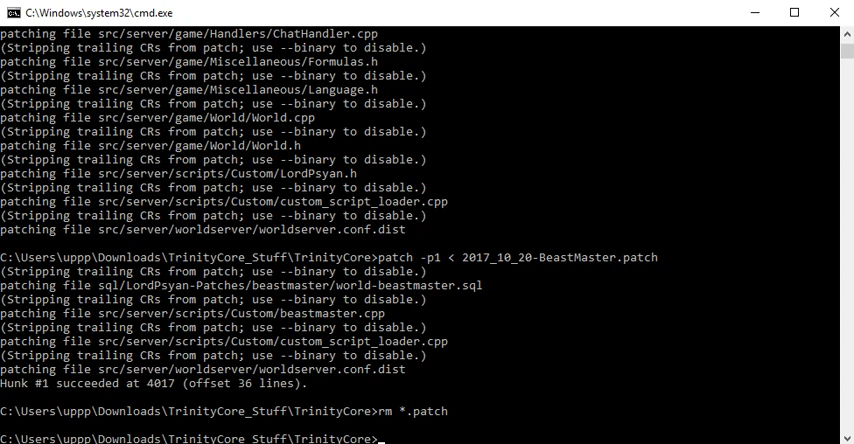 C:\Windows\system32\cmd.exe
patching file src/server/game/Handlers/ChatHandler.cpp
(Stripping trailing CRs from patch; use --binary to disable.)
patching file src/server/game/Miscellaneous/Formulas.h
(Stripping trailing CRs from patch; use --binary to disable.)
patching file src/server/game/Miscellaneous/Language.h
(Stripping trailing CRs from patch; use --binary to disable.)
patching file src/server/game/World/World.cpp
(Stripping trailing CRs from patch; use --binary to disable.)
patching file src/server/game/World/World.h
(Stripping trailing CRs from patch; use --binary to disable.)
patching file src/server/scripts/Custom/LordPsyan.h
(Stripping trailing CRs from patch; use --binary to disable.)
patching file src/server/scripts/Custom/custom_script_loader.cpp
(Stripping trailing CRs from patch; use --binary to disable.)
patching file src/server/worldserver/worldserver.conf.dist
C:\Users\uppp\Downloads\TrinityCore_Stuff\TrinityCore>patch -p1 < 2017_10_20-BeastMaster.patch
(Stripping trailing CRs from patch; use --binary to disable.)
patching file sql/LordPsyan-Patches/beastmaster/world-beastmaster.sql
(Stripping trailing CRs from patch; use --binary to disable.)
patching file src/server/scripts/Custom/beastmaster.cpp
(Stripping trailing CRs from patch; use --binary to disable.)
patching file src/server/scripts/Custom/custom_script_loader.cpp
(Stripping trailing CRs from patch; use --binary to disable.)
patching file src/server/worldserver/worldserver.conf.dist
Hunk #1 succeeded at 4017 (offset 36 lines).
C:\Users\uppp\Downloads\TrinityCore_Stuff\TrinityCore>rm *.patch
C:\Users\uppp\Downloads\TrinityCore_Stuff\TrinityCore>